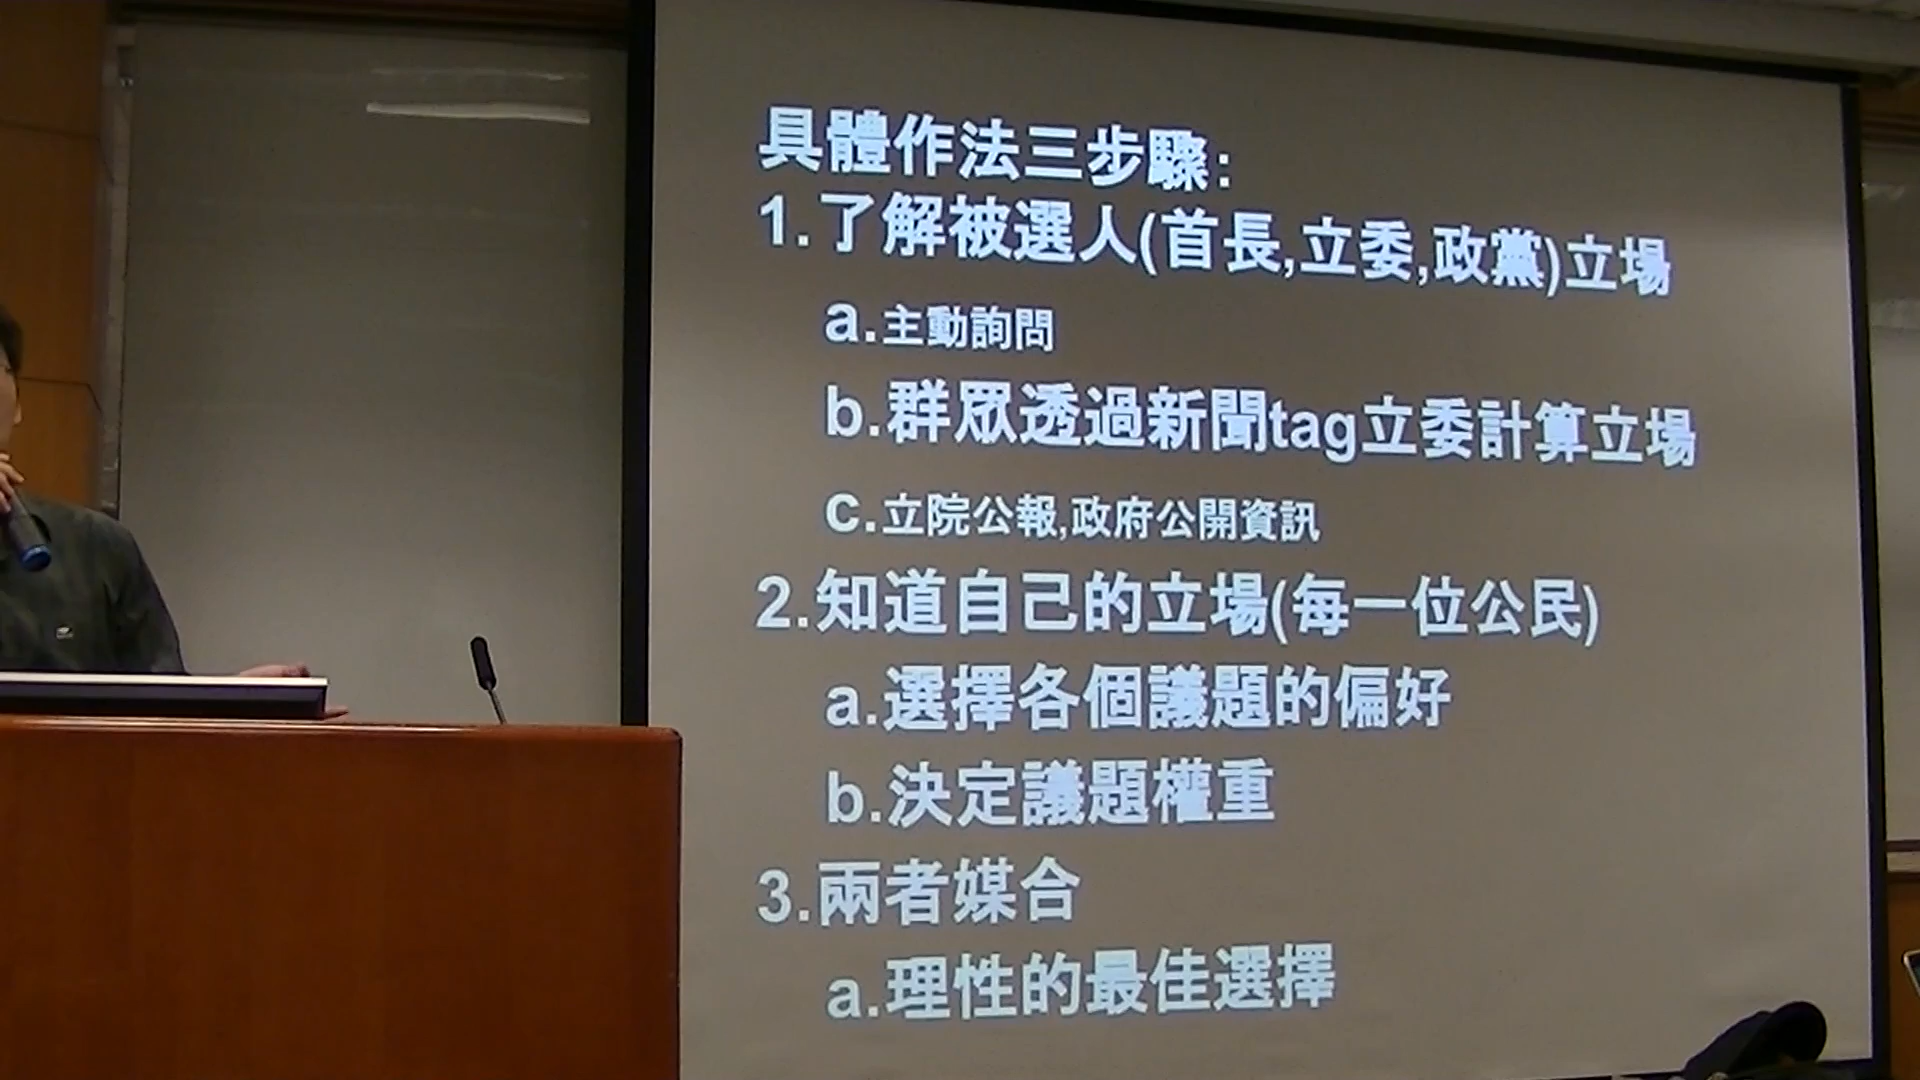 具體作法三步驟:
1.了解被選人(首長,立委,政黨)立場
a.主動詢問
b.群眾透過新聞tag立委計算立場
c.立院公報,政府公開資訊
2.知道自己的立場(每一位公民)
a.選擇各個議題的偏好
b.決定議題權重
3.兩者媒合
a.理性的最佳選擇